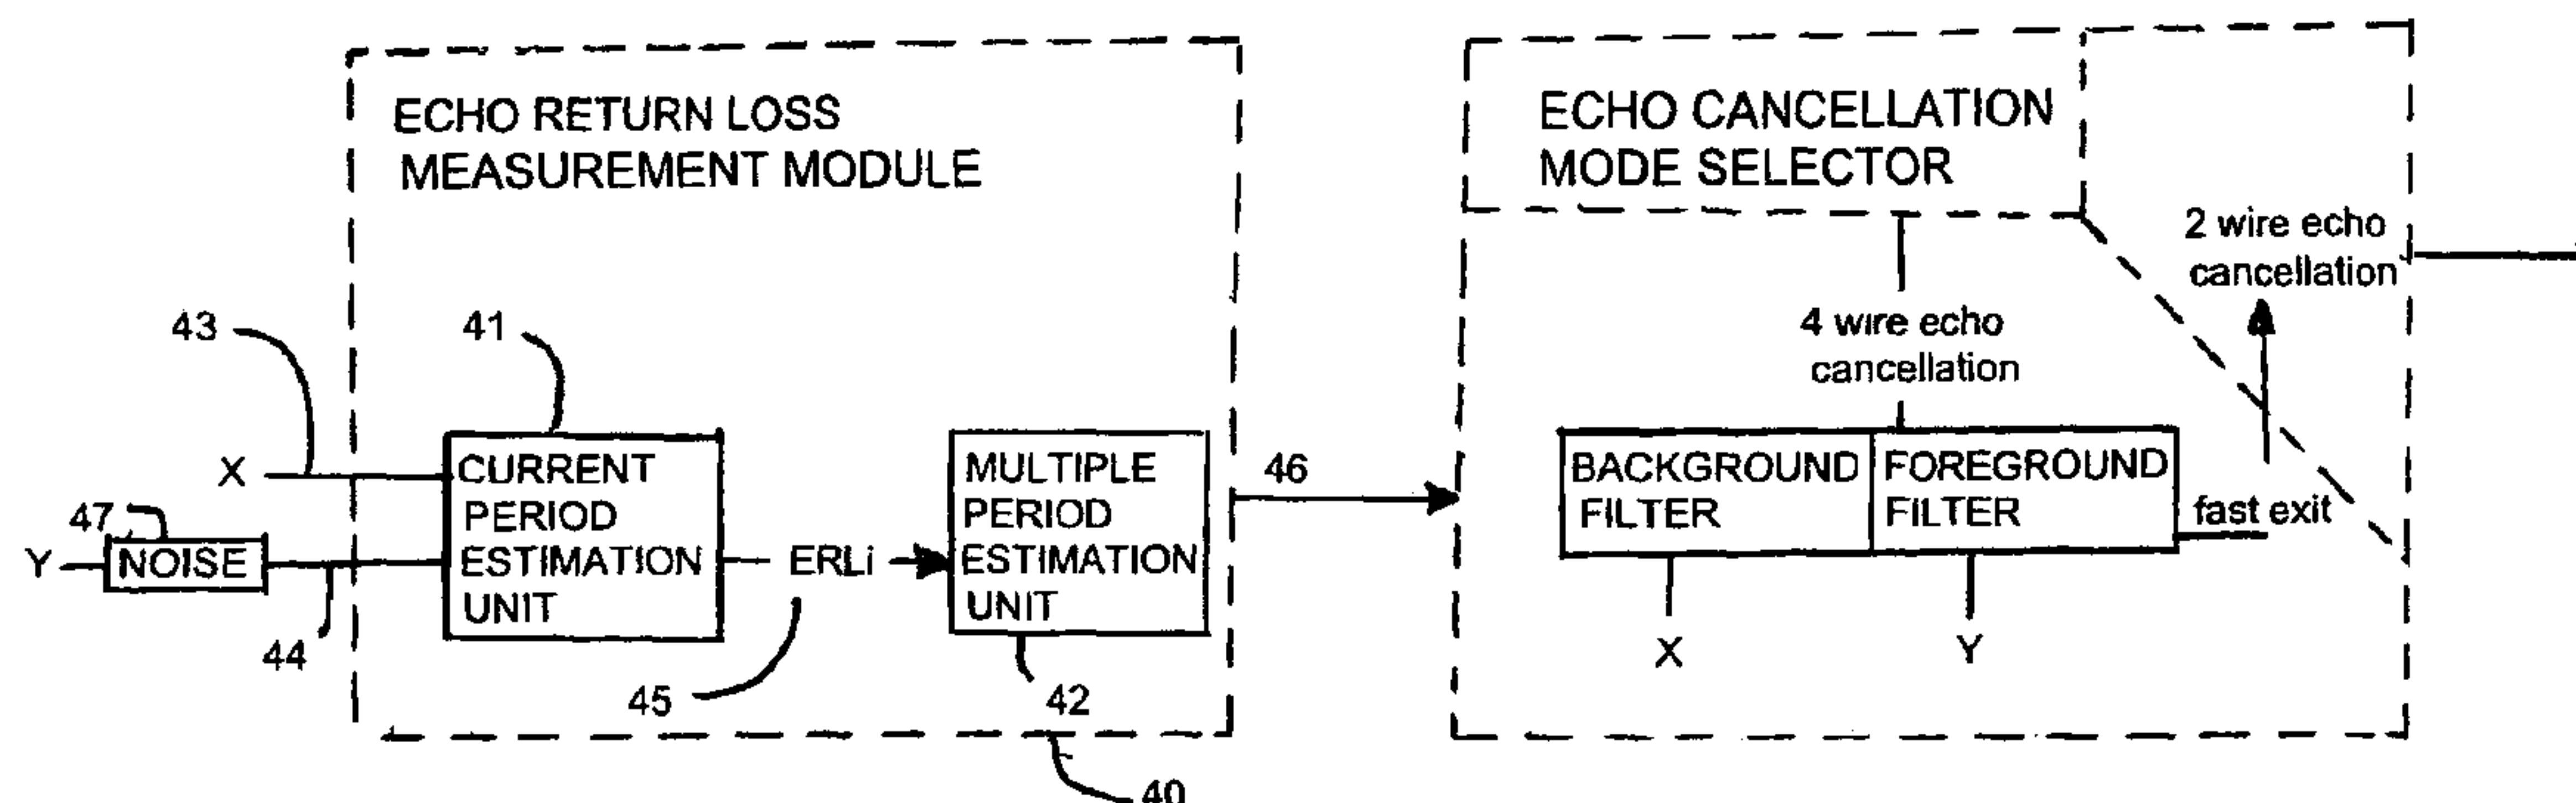 ECHO RETURN LOSS
MEASUREMENT MODULE
43
41
X
47
Y
NOISE
44
CURRENT
PERIOD
ESTIMATION
UNIT
ERLi
45
MULTIPLE
PERIOD
ESTIMATION
UNIT
42
40
46
ECHO CANCELLATION
MODE SELECTOR
2 wire echo
cancellation
4 wire echo
cancellation
BACKGROUND
FILTER
FOREGROUND
FILTER
fast exit
X
Y